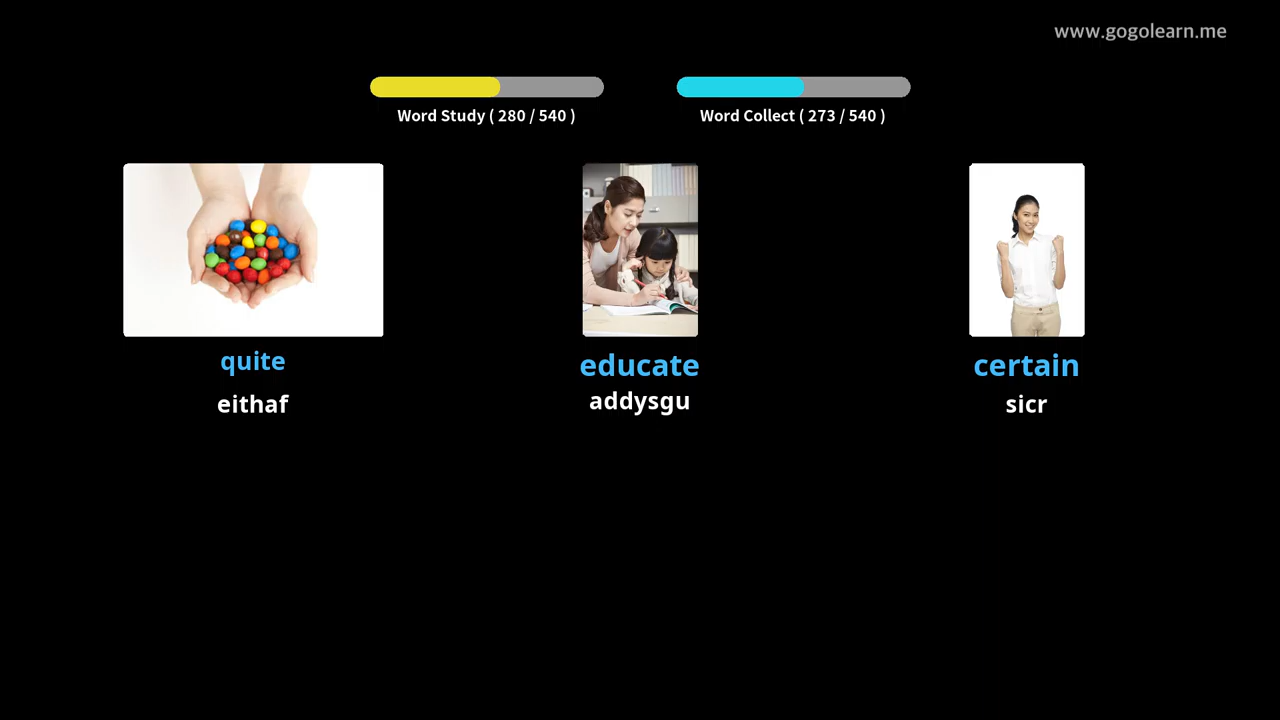 www.gogolearn.me
Word Study ( 280 / 540 )
Word Collect ( 273 / 540 )
quite
educate
certain
eithaf
addysgu
sicr